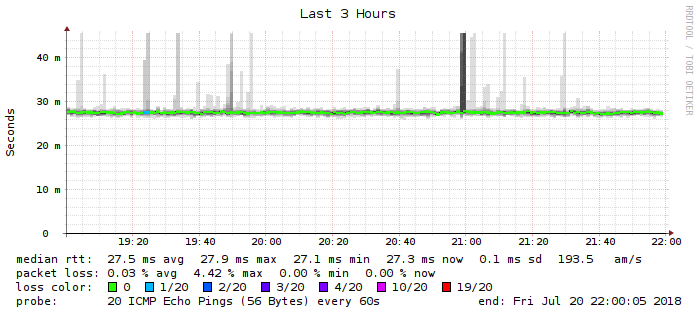 Last 3 Hours
RRDTOOL / TOBI OETIKER
Seconds
40 m
30 m
20 m
10 m
0
19:20 19:40 20:00 20:20 20:40 21:00 21:20 21:40 22:00
median rtt: 27.5 ms avg 27.9 ms max 27.1 ms min 27.3 ms now 0.1 ms sd 193.5 am/s
packet loss: 0.03 % avg 4.42 % max 0.00 % min 0.00 % now
loss color: 0 1/20 2/20 3/20 4/20 10/20 19/20
probe: 20 ICMP Echo Pings (56 Bytes) every 60s end: Fri Jul 20 22:00:05 2018